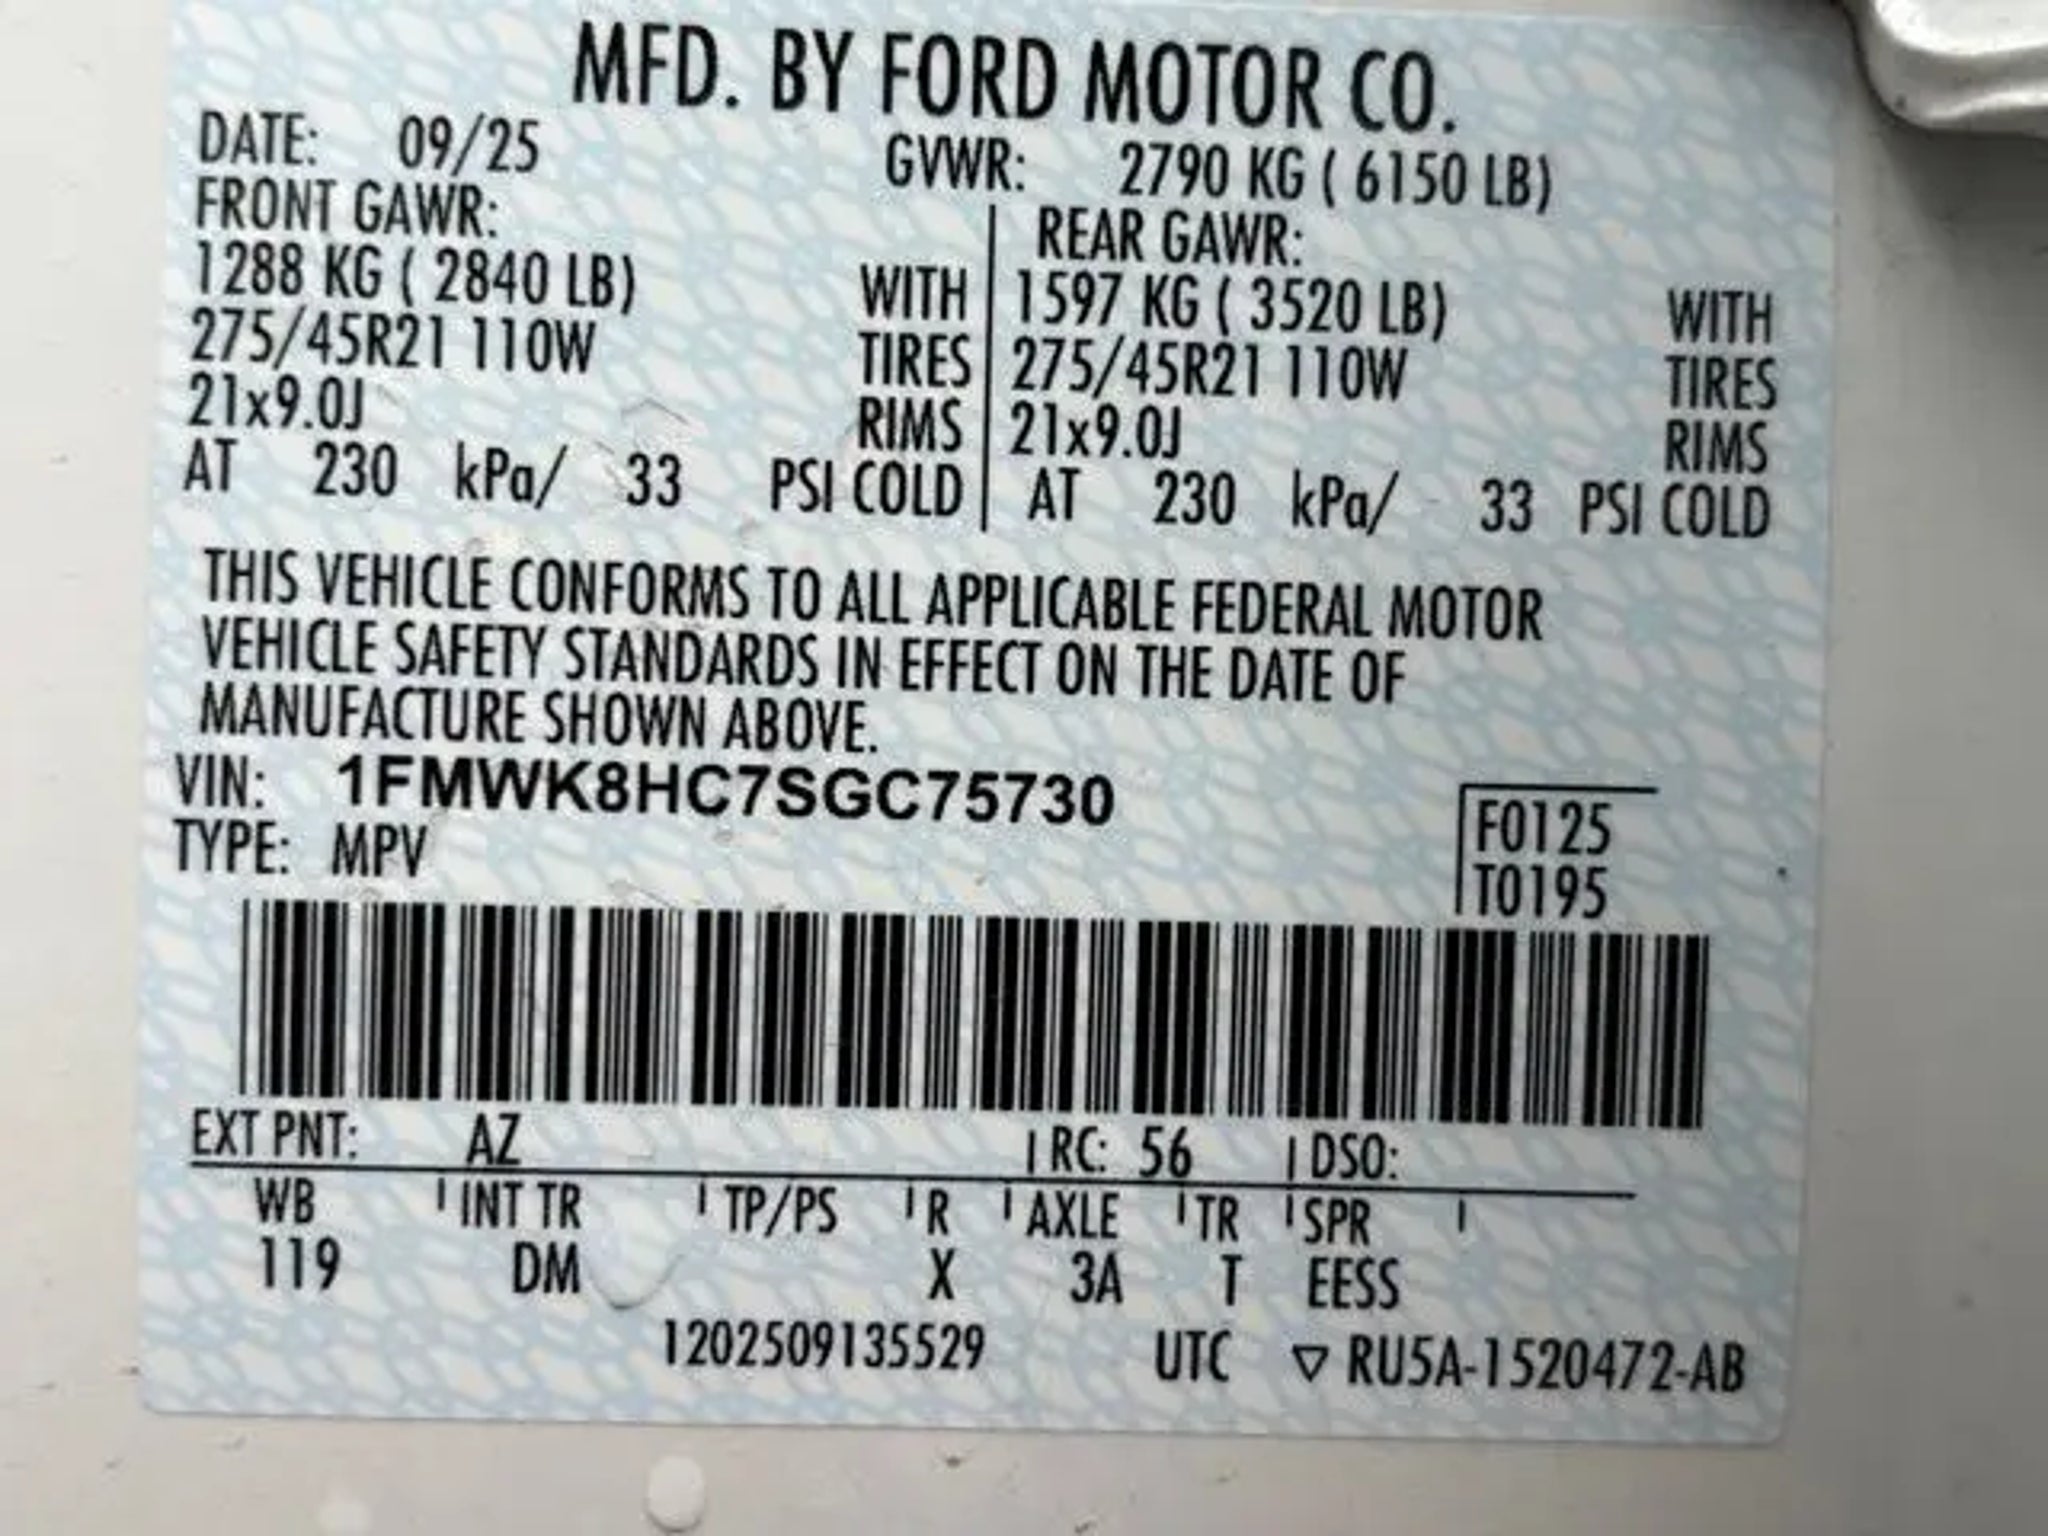 MFD. BY FORD MOTOR CO.
DATE: 09/25 GVWR: 2790 KG ( 6150 LB)
FRONT GAWR: REAR GAWR:
1288 KG ( 2840 LB) WITH 1597 KG ( 3520 LB) WITH
275/45R21 110W TIRES 275/45R21 110W TIRES
21x9.0J RIMS 21x9.0J RIMS
AT 230 kPa/ 33 PSI COLD AT 230 kPa/ 33 PSI COLD
THIS VEHICLE CONFORMS TO ALL APPLICABLE FEDERAL MOTOR
VEHICLE SAFETY STANDARDS IN EFFECT ON THE DATE OF
MANUFACTURE SHOWN ABOVE.
VIN: 1FMWK8HC7SGC75730
F0125
TYPE: MPV
T0195
EXT PNT: AZ RC: 56 DSO:
WB INT TR TP/PS R AXLE TR SPR
119 DM X 3A T EESS
1202509135529 UTC ▽ RU5A-1520472-AB